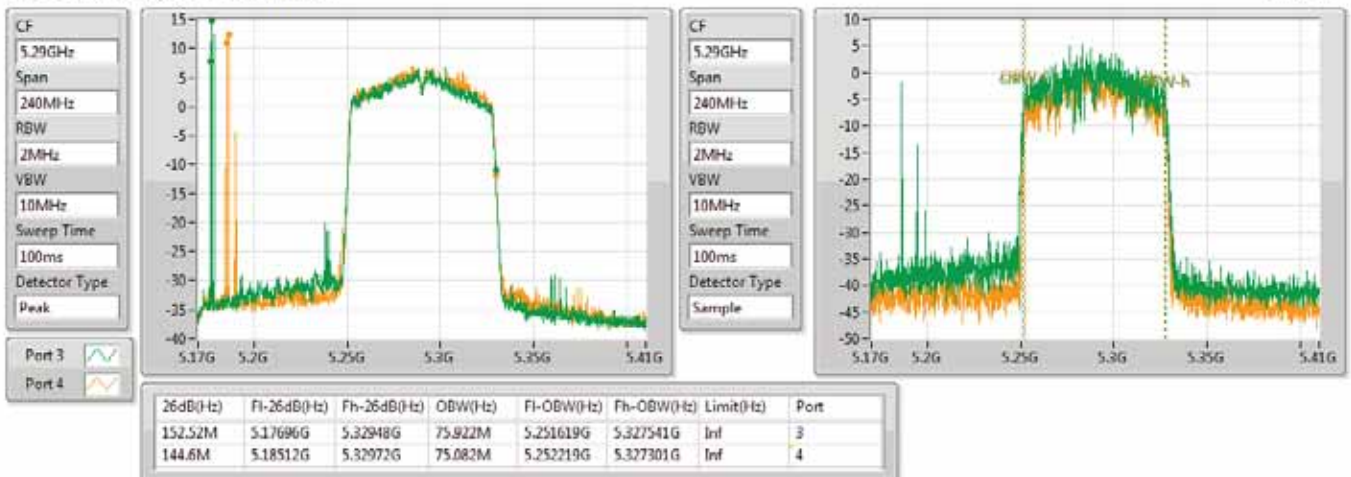 CF
5.29GHz
Span
240MHz
RBW
2MHz
VBW
10MHz
Sweep Time
100ms
Detector Type
Peak
Port 3
Port 4
15
10
5
0
-5
-10
-15
-20
-25
-30
-35
-40
5.17G 5.2G 5.25G 5.3G 5.35G 5.41G
CF
5.29GHz
Span
240MHz
RBW
2MHz
VBW
10MHz
Sweep Time
100ms
Detector Type
Sample
10
5
0
-5
-10
-15
-20
-25
-30
-35
-40
-45
-50
5.17G 5.2G 5.25G 5.3G 5.35G 5.41G
26dB(Hz) Fl-26dB(Hz) Fh-26dB(Hz) OBW(Hz) Fl-OBW(Hz) Fh-OBW(Hz) Limit(Hz) Port
152.52M 5.17696G 5.32948G 75.922M 5.251619G 5.327541G Inf 3
144.6M 5.18512G 5.32972G 75.082M 5.252219G 5.327301G Inf 4